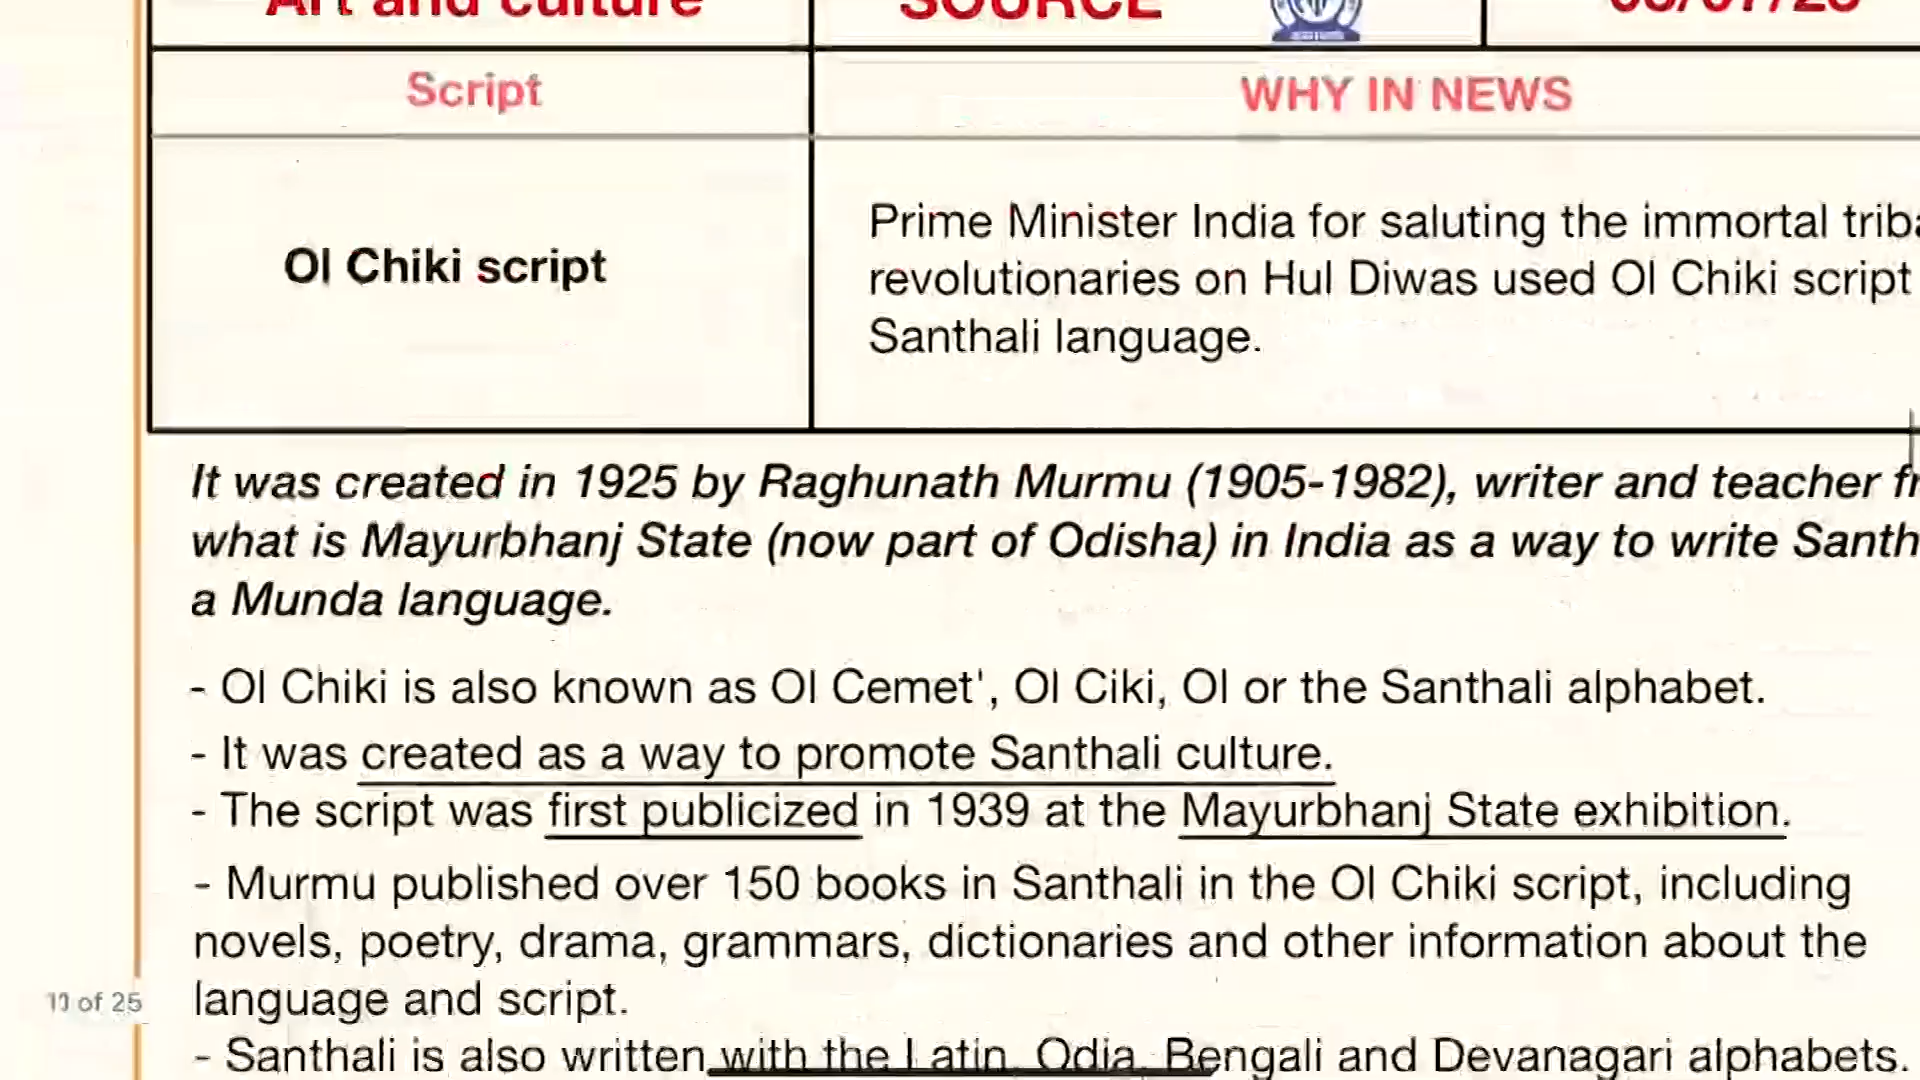 Art and culture SOURCE
Script WHY IN NEWS
Ol Chiki script
Prime Minister India for saluting the immortal
revolutionaries on Hul Diwas used Ol Chiki script
Santhali language.
It was created in 1925 by Raghunath Murmu (1905-1982), writer and teacher
what is Mayurbhanj State (now part of Odisha) in India as a way to write
a Munda language.
- Ol Chiki is also known as Ol Cemet', Ol Ciki, Ol or the Santhali alphabet.
- It was created as a way to promote Santhali culture.
- The script was first publicized in 1939 at the Mayurbhanj State exhibition.
- Murmu published over 150 books in Santhali in the Ol Chiki script, including
novels, poetry, drama, grammars, dictionaries and other information about the
language and script.
of 25
- Santhali is also written with the Latin, Odia, Bengali and Devanagari alphabets.